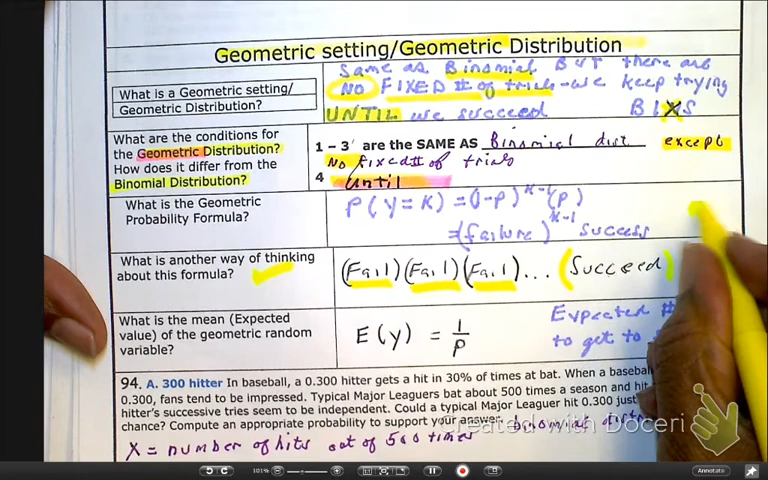 Geometric setting/Geometric Distribution
What is a Geometric setting/
Geometric Distribution?
Same as Binomial BUT there are
NO FIXED # of trials - we keep trying
UNTIL we succeed BINS
What are the conditions for
the Geometric Distribution?
How does it differ from the
Binomial Distribution?
1 – 3 are the SAME AS Binomial dist except
No fixed # of trials
4 until
What is the Geometric
Probability Formula?
P(Y=K) = (1-p)^K-1 (p)
= (failure)^K-1 Success
What is another way of thinking
about this formula?
(Fail) (Fail) (Fail) ... (Succeed)
What is the mean (Expected
value) of the geometric random
variable?
E(y) = 1/P
Expected #
to get to
94. A. 300 hitter In baseball, a 0.300 hitter gets a hit in 30% of times at bat. When a baseball
0.300, fans tend to be impressed. Typical Major Leaguers bat about 500 times a season and hit
hitter's successive tries seem to be independent. Could a typical Major Leaguer hit 0.300 just
chance? Compute an appropriate probability to support your answer.
created with Doceri
binomial distr
X = number of hits out of 500 times
101%
Annotate